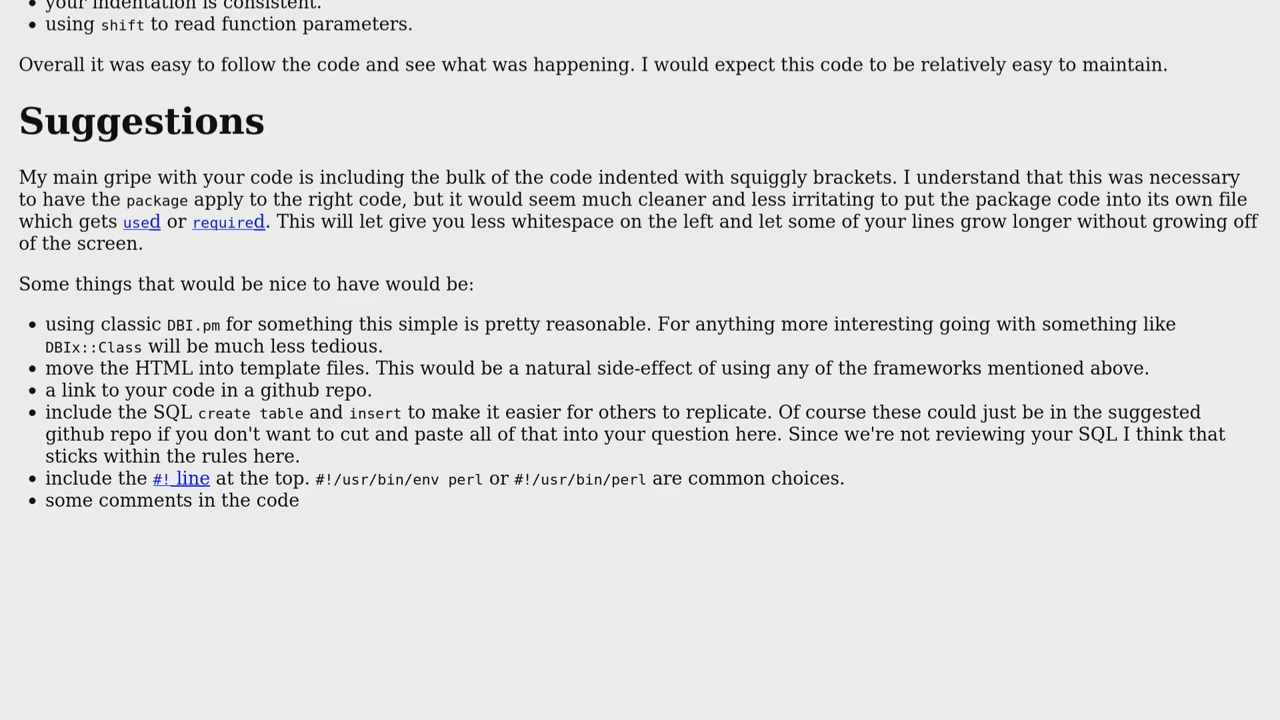 your indentation is consistent.
using shift to read function parameters.
Overall it was easy to follow the code and see what was happening. I would expect this code to be relatively easy to maintain.
Suggestions
My main gripe with your code is including the bulk of the code indented with squiggly brackets. I understand that this was necessary
to have the package apply to the right code, but it would seem much cleaner and less irritating to put the package code into its own file
which gets used or required. This will let give you less whitespace on the left and let some of your lines grow longer without growing off
of the screen.
Some things that would be nice to have would be:
using classic DBI.pm for something this simple is pretty reasonable. For anything more interesting going with something like
DBIx::Class will be much less tedious.
move the HTML into template files. This would be a natural side-effect of using any of the frameworks mentioned above.
a link to your code in a github repo.
include the SQL create table and insert to make it easier for others to replicate. Of course these could just be in the suggested
github repo if you don't want to cut and paste all of that into your question here. Since we're not reviewing your SQL I think that
sticks within the rules here.
include the #! line at the top. #!/usr/bin/env perl or #!/usr/bin/perl are common choices.
some comments in the code